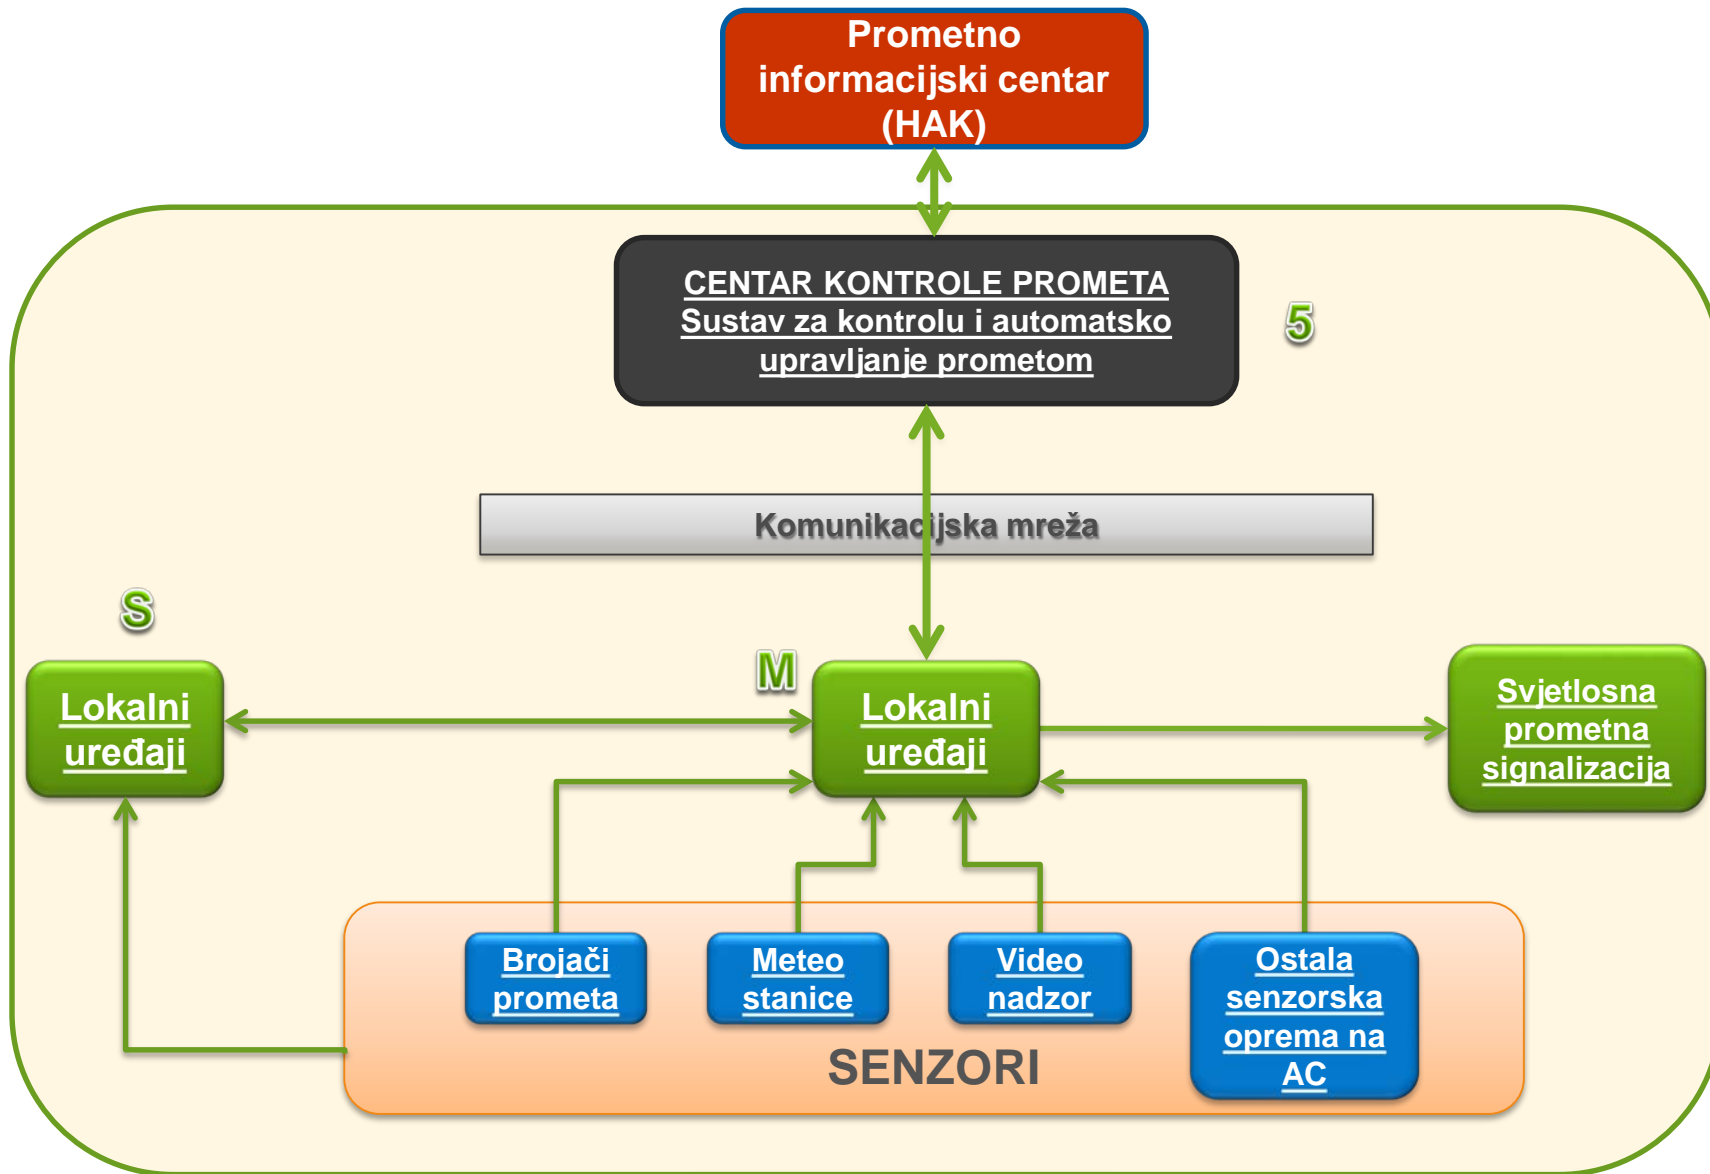 Prometno
informacijski centar
(HAK)
CENTAR KONTROLE PROMETA
Sustav za kontrolu i automatsko
upravljanje prometom
5
Komunikacijska mreža
S
M
Lokalni
uređaji
Lokalni
uređaji
Svjetlosna
prometna
signalizacija
Brojači
prometa
Meteo
stanice
Video
nadzor
Ostala
senzorska
oprema na
AC
SENZORI